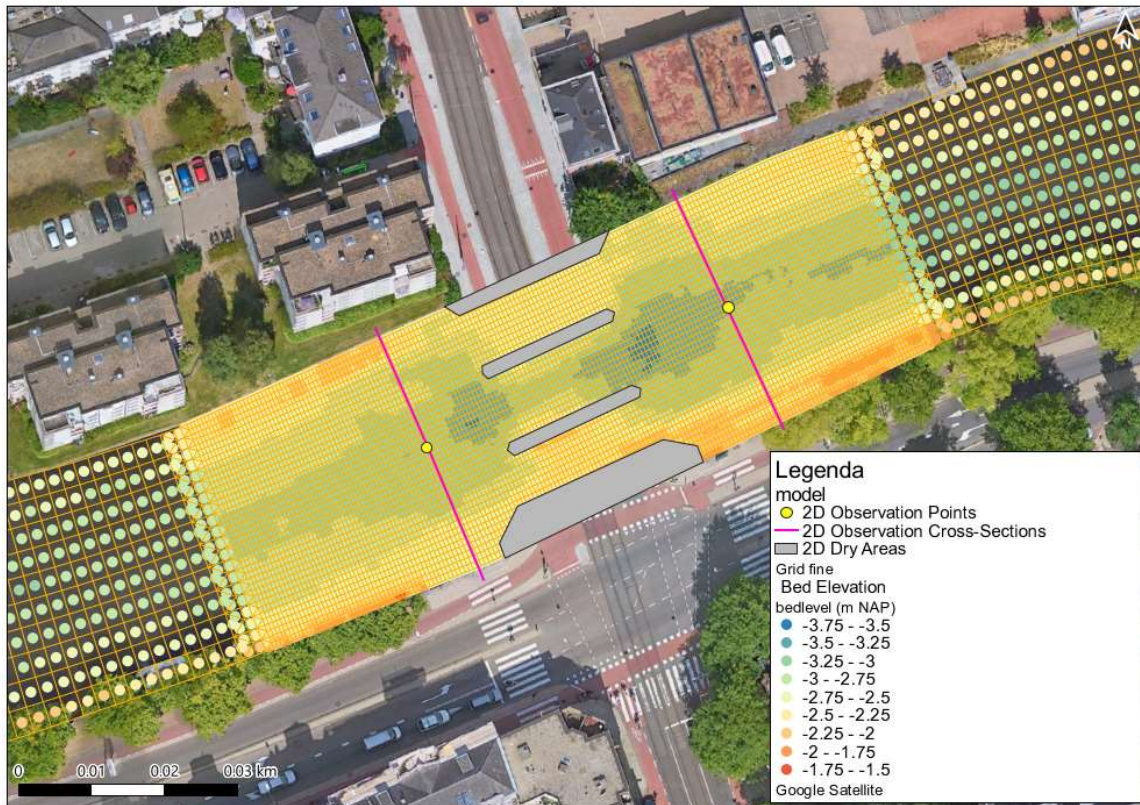 N
Legenda
model
2D Observation Points
2D Observation Cross-Sections
2D Dry Areas
Grid fine
Bed Elevation
bedlevel (m NAP)
-3.75 - -3.5
-3.5 - -3.25
-3.25 - -3
-3 - -2.75
-2.75 - -2.5
-2.5 - -2.25
-2.25 - -2
-2 - -1.75
-1.75 - -1.5
Google Satellite
0 0.01 0.02 0.03 km